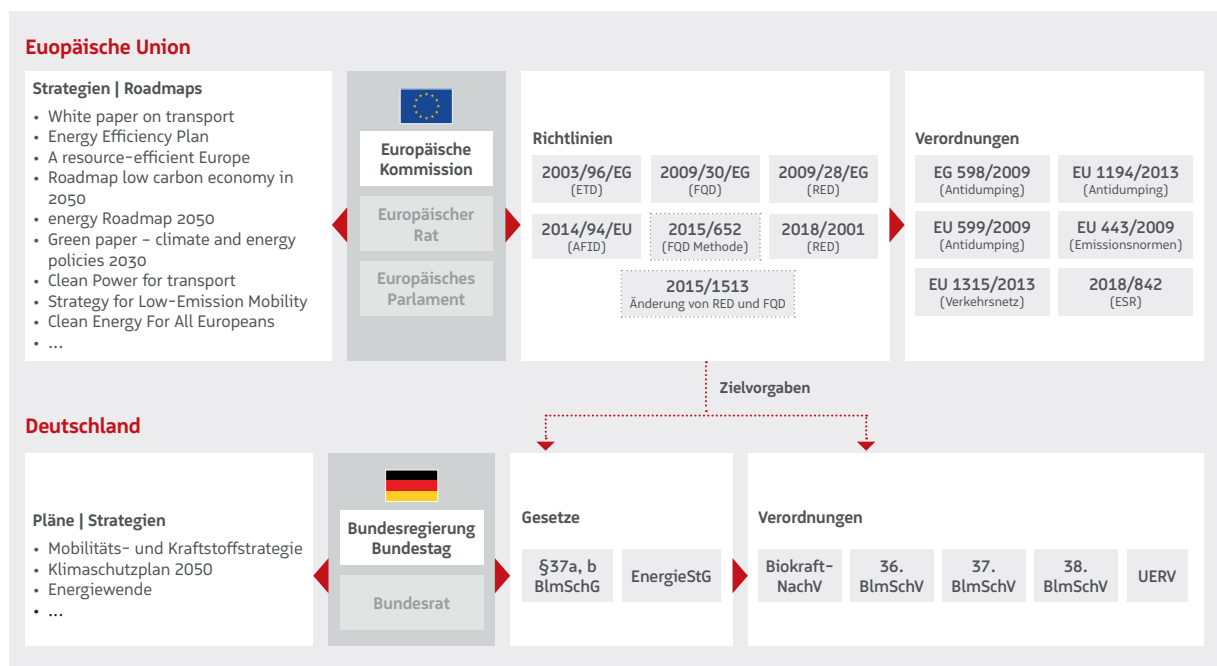 Euopäische Union
Strategien | Roadmaps
• White paper on transport
• Energy Efficiency Plan
• A resource-efficient Europe
• Roadmap low carbon economy in
2050
• energy Roadmap 2050
• Green paper – climate and energy
policies 2030
• Clean Power for transport
• Strategy for Low-Emission Mobility
• Clean Energy For All Europeans
• ...
Europäische
Kommission
Europäischer
Rat
Europäisches
Parlament
Richtlinien
2003/96/EG
(ETD)
2009/30/EG
(FQD)
2009/28/EG
(RED)
2014/94/EU
(AFID)
2015/652
(FQD Methode)
2018/2001
(RED)
2015/1513
Änderung von RED und FQD
Verordnungen
EG 598/2009
(Antidumping)
EU 1194/2013
(Antidumping)
EU 599/2009
(Antidumping)
EU 443/2009
(Emissionsnormen)
EU 1315/2013
(Verkehrsnetz)
2018/842
(ESR)
Zielvorgaben
Deutschland
Pläne | Strategien
• Mobilitäts- und Kraftstoffstrategie
• Klimaschutzplan 2050
• Energiewende
• ...
Bundesregierung
Bundestag
Bundesrat
Gesetze
§37a, b
BlmSchG
EnergieStG
Verordnungen
Biokraft-
NachV
36.
BlmSchV
37.
BlmSchV
38.
BlmSchV
UERV